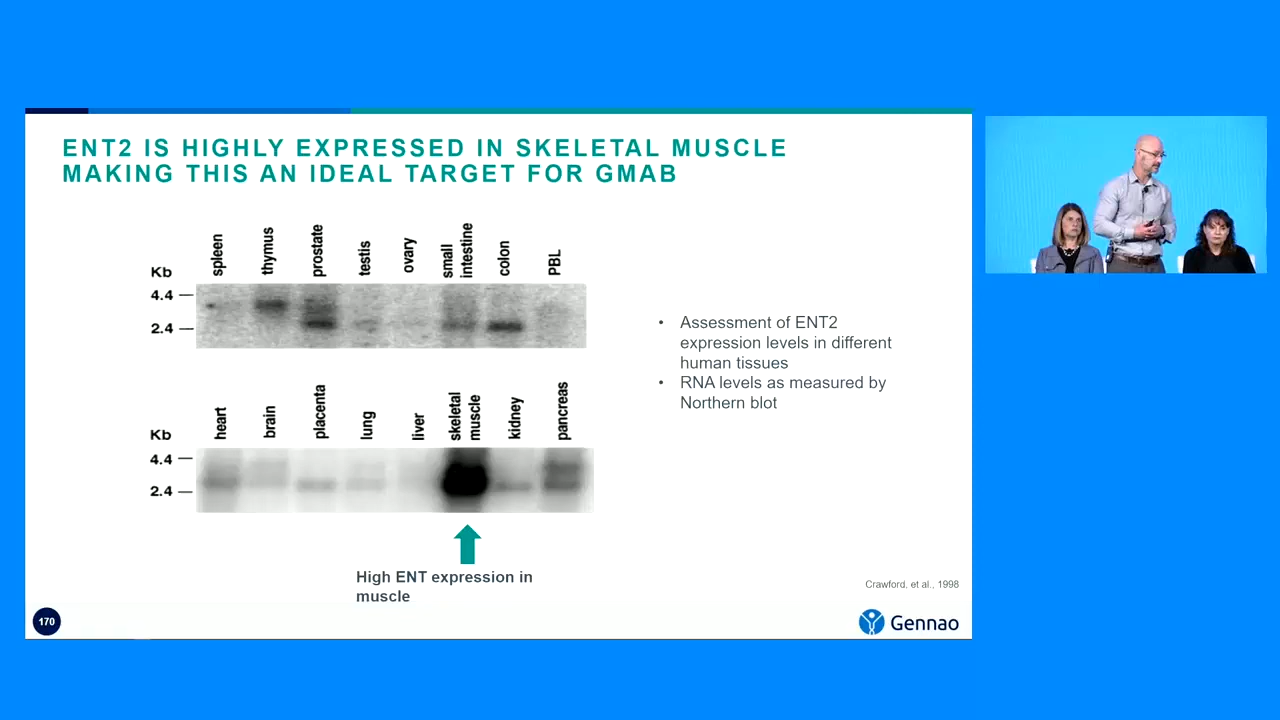 ENT2 IS HIGHLY EXPRESSED IN SKELETAL MUSCLE
MAKING THIS AN IDEAL TARGET FOR GMAB
Kb
spleen
thymus
prostate
testis
ovary
small
intestine
colon
PBL
4.4
2.4
Kb
heart
brain
placenta
lung
liver
skeletal
muscle
kidney
pancreas
4.4
2.4
High ENT expression in
muscle
• Assessment of ENT2
expression levels in different
human tissues
• RNA levels as measured by
Northern blot
Crawford, et al., 1998
170
Gennao